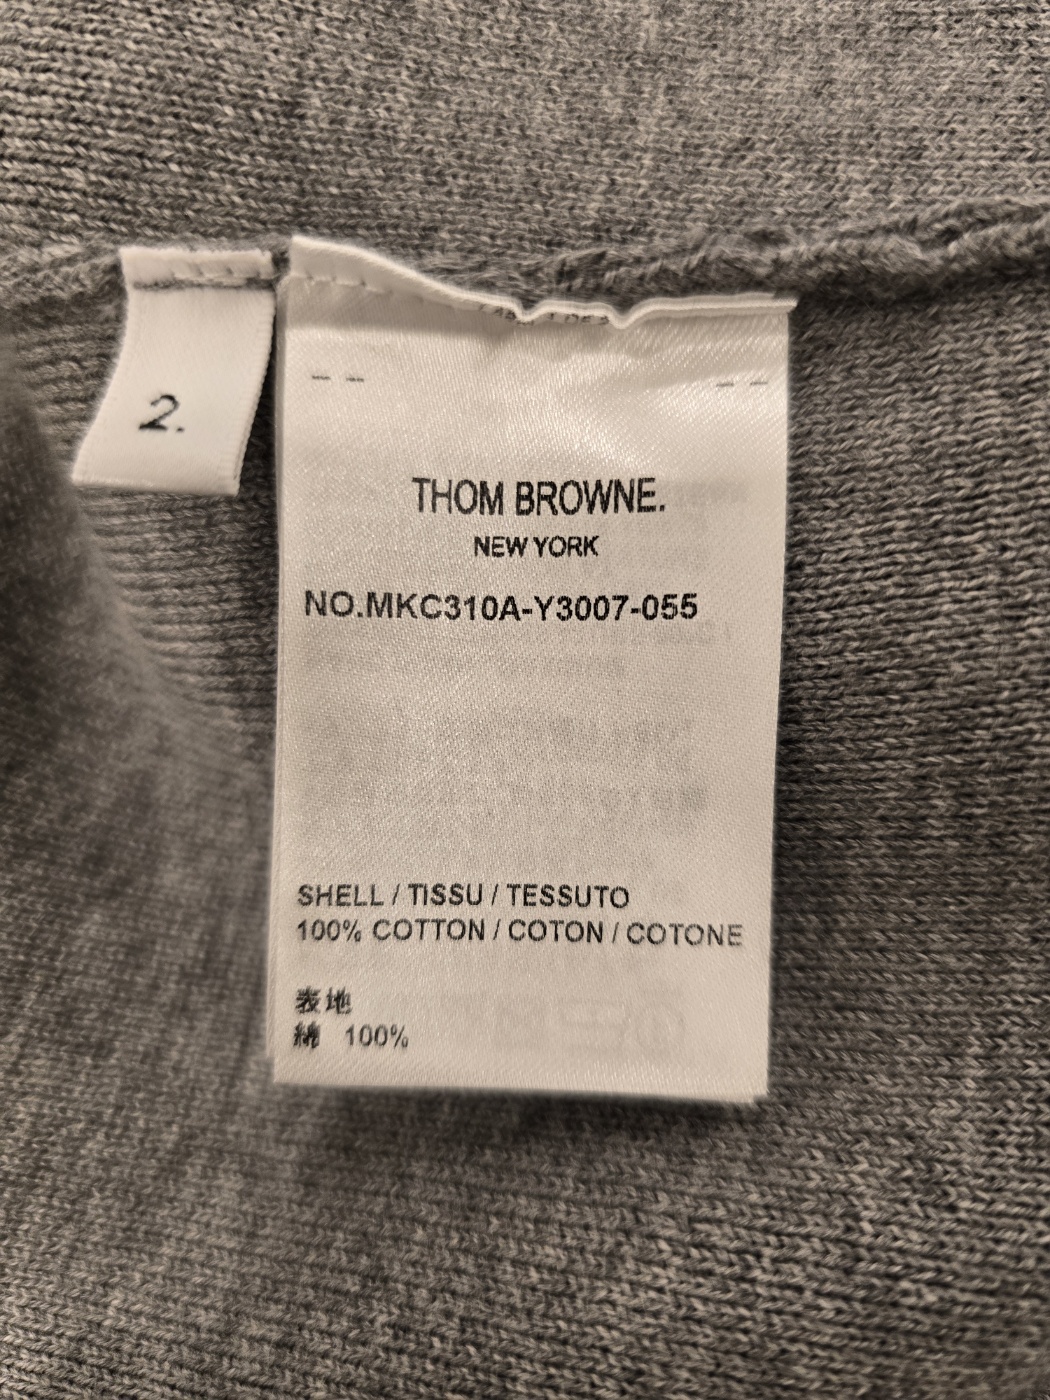 2.
THOM BROWNE.
NEW YORK
NO.MKC310A-Y3007-055
SHELL / TISSU / TESSUTO
100% COTTON / COTON / COTONE
表地
綿 100%